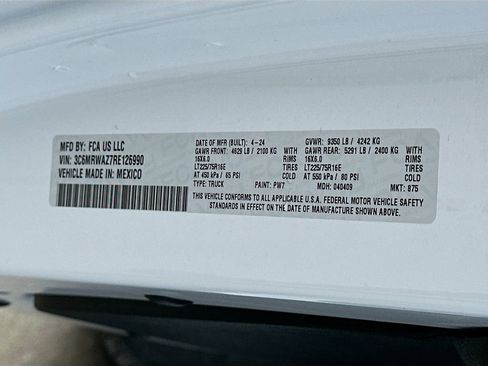 MFD BY: FCA US LLC
VIN: 3C6MRWAZ7RE126990
VEHICLE MADE IN: MEXICO
DATE OF MFR (BUILT): 4-24 GVWR: 9350 LB / 4242 KG
GAWR FRONT: 4629 LB / 2100 KG WITH GAWR REAR: 5291 LB / 2400 KG WITH
16X6.0 RIMS 16X6.0 RIMS
LT225/75R16E TIRES LT225/75R16E TIRES
AT 450 kPa / 65 PSI COLD AT 550 kPa / 80 PSI COLD
TYPE: TRUCK PAINT: PW7 MDH: 040409 MKT: 875
THIS VEHICLE CONFORMS TO ALL APPLICABLE U.S.A. FEDERAL MOTOR VEHICLE SAFETY
STANDARDS IN EFFECT ON THE DATE OF MANUFACTURE SHOWN ABOVE.